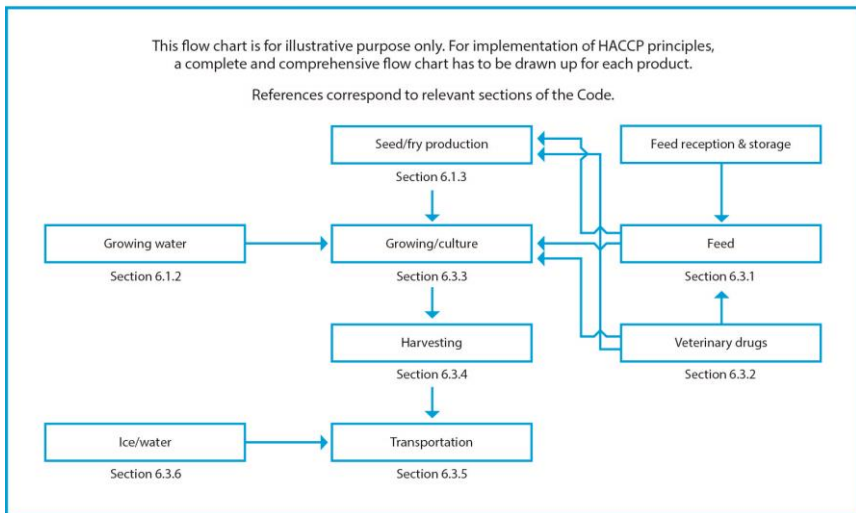 This flow chart is for illustrative purpose only. For implementation of HACCP principles,
a complete and comprehensive flow chart has to be drawn up for each product.
References correspond to relevant sections of the Code.
Seed/fry production
Section 6.1.3
Feed reception & storage
Growing water
Section 6.1.2
Growing/culture
Section 6.3.3
Feed
Section 6.3.1
Harvesting
Section 6.3.4
Veterinary drugs
Section 6.3.2
Ice/water
Section 6.3.6
Transportation
Section 6.3.5